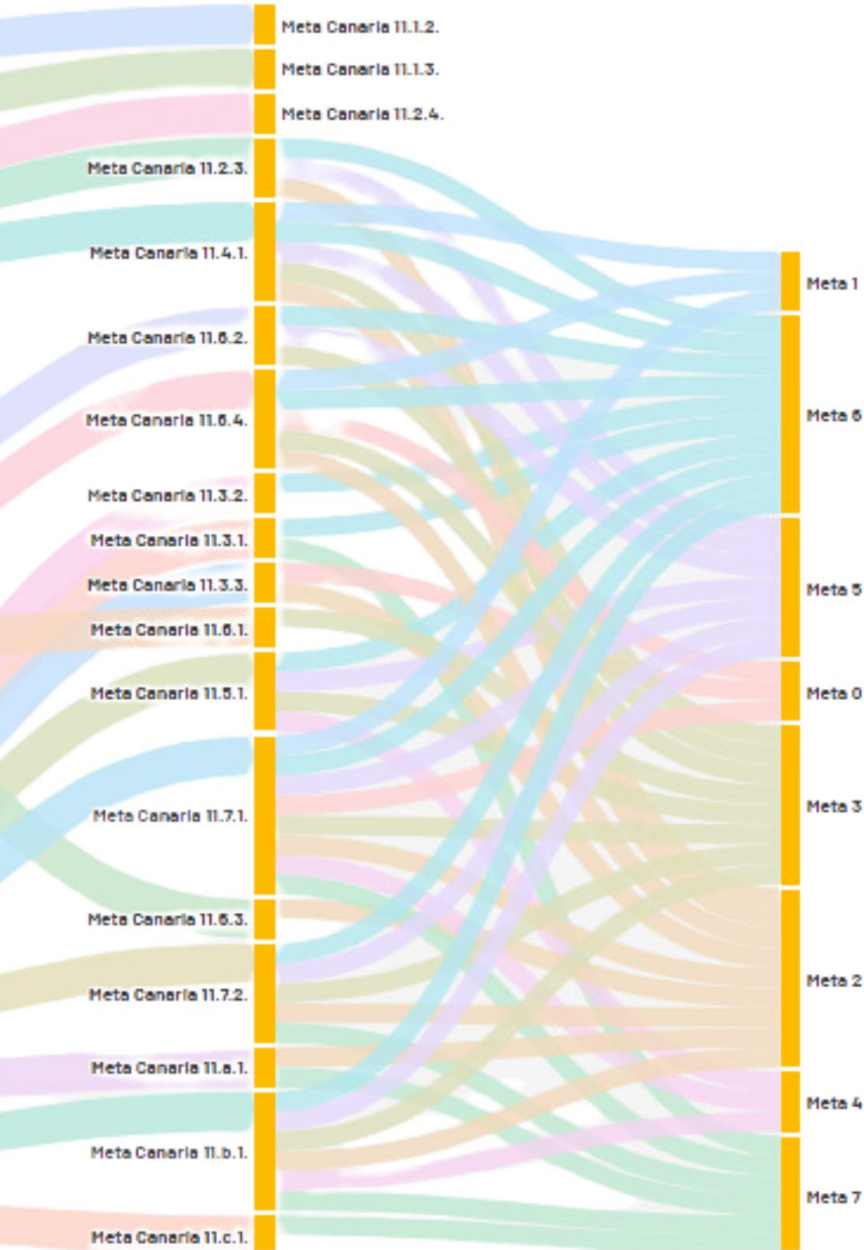 Meta Canaria 11.1.2.
Meta Canaria 11.1.3.
Meta Canaria 11.2.4.
Meta Canaria 11.2.3.
Meta Canaria 11.4.1.
Meta Canaria 11.6.2.
Meta Canaria 11.6.4.
Meta Canaria 11.3.2.
Meta Canaria 11.3.1.
Meta Canaria 11.3.3.
Meta Canaria 11.6.1.
Meta Canaria 11.5.1.
Meta Canaria 11.7.1.
Meta Canaria 11.6.3.
Meta Canaria 11.7.2.
Meta Canaria 11.a.1.
Meta Canaria 11.b.1.
Meta Canaria 11.c.1.
Meta 1
Meta 6
Meta 5
Meta 0
Meta 3
Meta 2
Meta 4
Meta 7